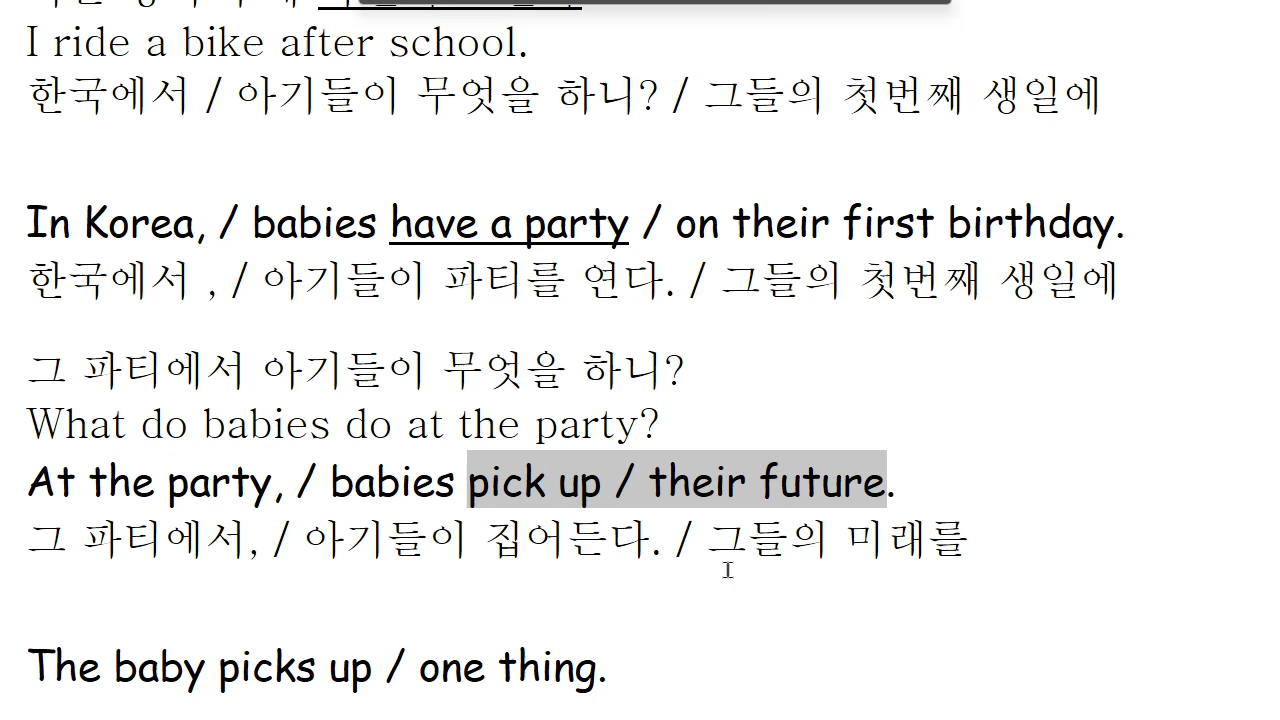 I ride a bike after school.
한국에서 / 아기들이 무엇을 하니? / 그들의 첫번째 생일에
In Korea, / babies have a party / on their first birthday.
한국에서 , / 아기들이 파티를 연다. / 그들의 첫번째 생일에
그 파티에서 아기들이 무엇을 하니?
What do babies do at the party?
At the party, / babies pick up / their future.
그 파티에서, / 아기들이 집어든다. / 그들의 미래를
The baby picks up / one thing.